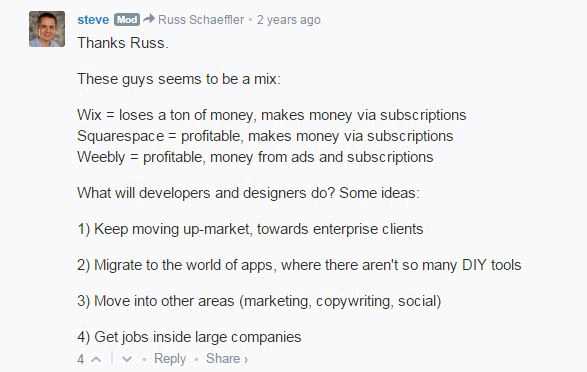 steve Mod Russ Schaeffler • 2 years ago
Thanks Russ.
These guys seems to be a mix:
Wix = loses a ton of money, makes money via subscriptions
Squarespace = profitable, makes money via subscriptions
Weebly = profitable, money from ads and subscriptions
What will developers and designers do? Some ideas:
1) Keep moving up-market, towards enterprise clients
2) Migrate to the world of apps, where there aren't so many DIY tools
3) Move into other areas (marketing, copywriting, social)
4) Get jobs inside large companies
4 • Reply • Share ›